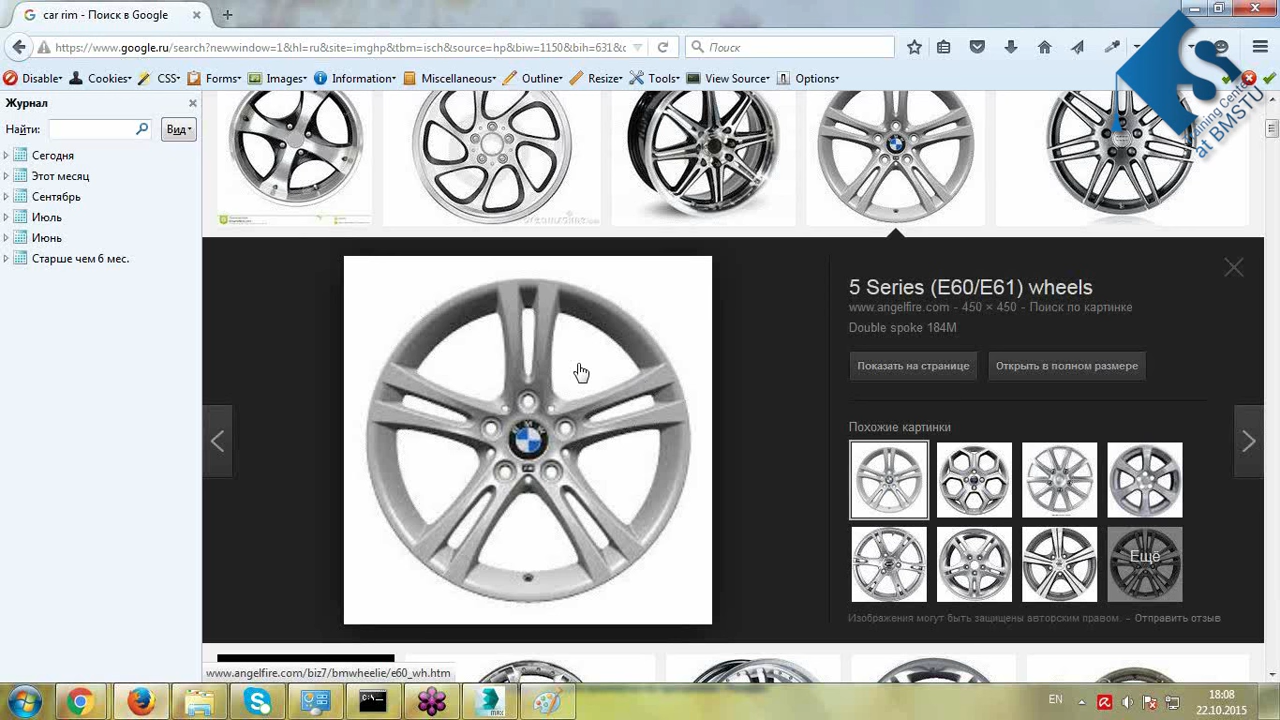 car rim - Поиск в Google
https://www.google.ru/search?newwindow=1&hl=ru&site=imghp&tbm=isch&source=hp&biw=1150&bih=631&
Поиск
Disable
Cookies
CSS
Forms
Images
Information
Miscellaneous
Outline
Resize
Tools
View Source
Options
at BMSTU
Журнал
Найти:
Вид
Сегодня
Этот месяц
Сентябрь
Июль
Июнь
Старше чем 6 мес.
dreamstime
5 Series (E60/E61) wheels
www.angelfire.com - 450 × 450 - Поиск по картинке
Double spoke 184M
Показать на странице
Открыть в полном размере
Похожие картинки
Ещё
Изображения могут быть защищены авторским правом. - Отправить отзыв
www.angelfire.com/biz7/bmwheelie/e60_wh.htm
EN
18:08
22.10.2015